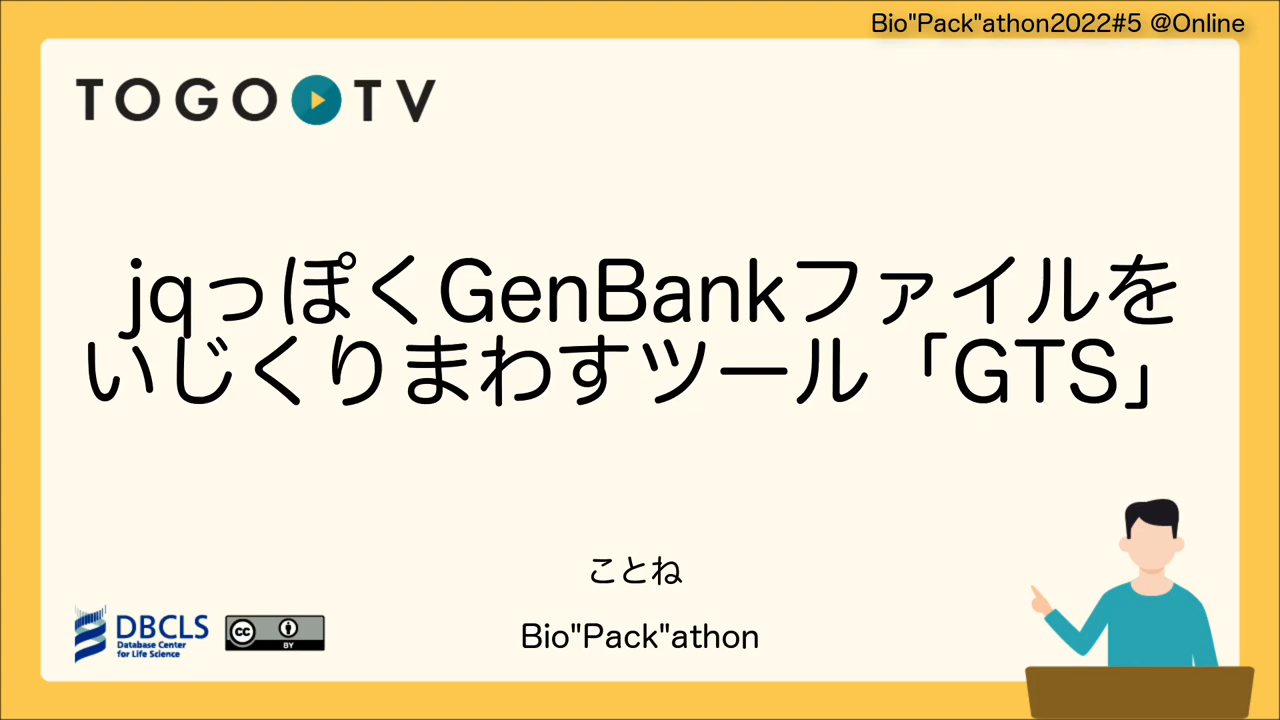 Bio"Pack"athon2022#5 @Online
TOGO TV
jqっぽくGenBankファイルを
いじくりまわすツール「GTS」
ことね
Bio"Pack"athon
DBCLS
Database Center
for Life Science
cc
BY